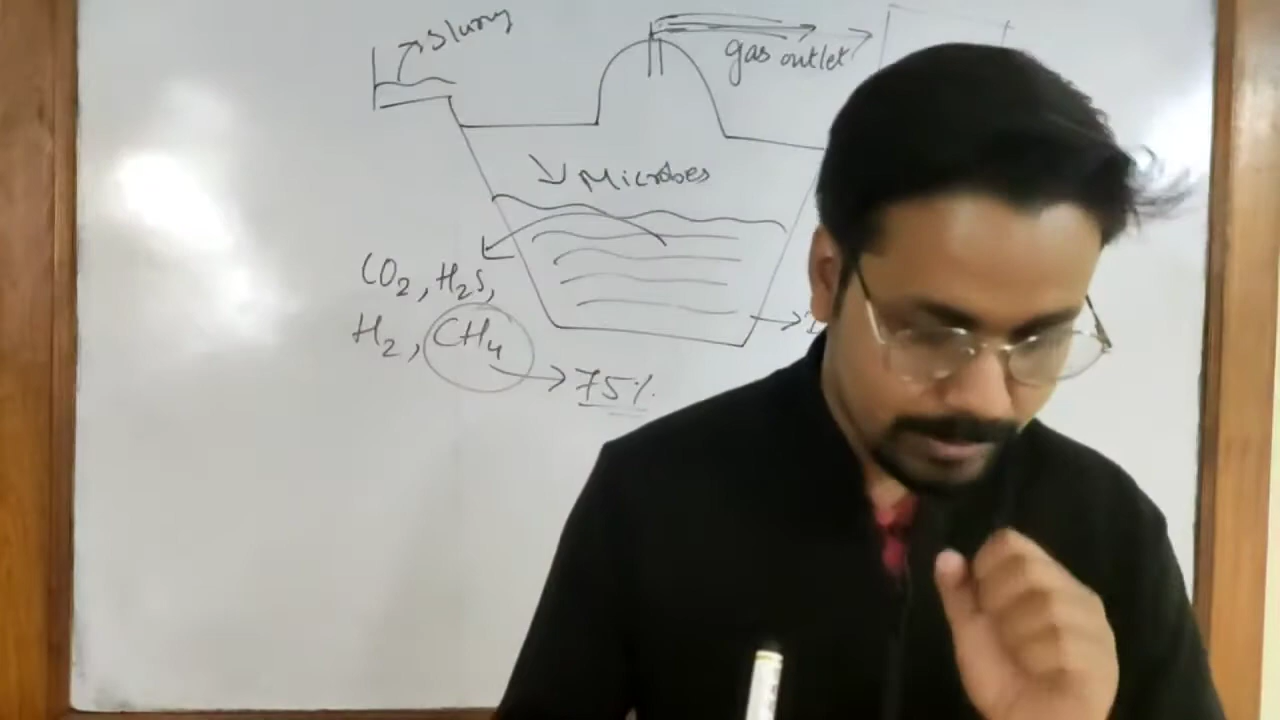 slurry
gas outlet
Microbes
CO2, H2S,
H2, CH4
75%.